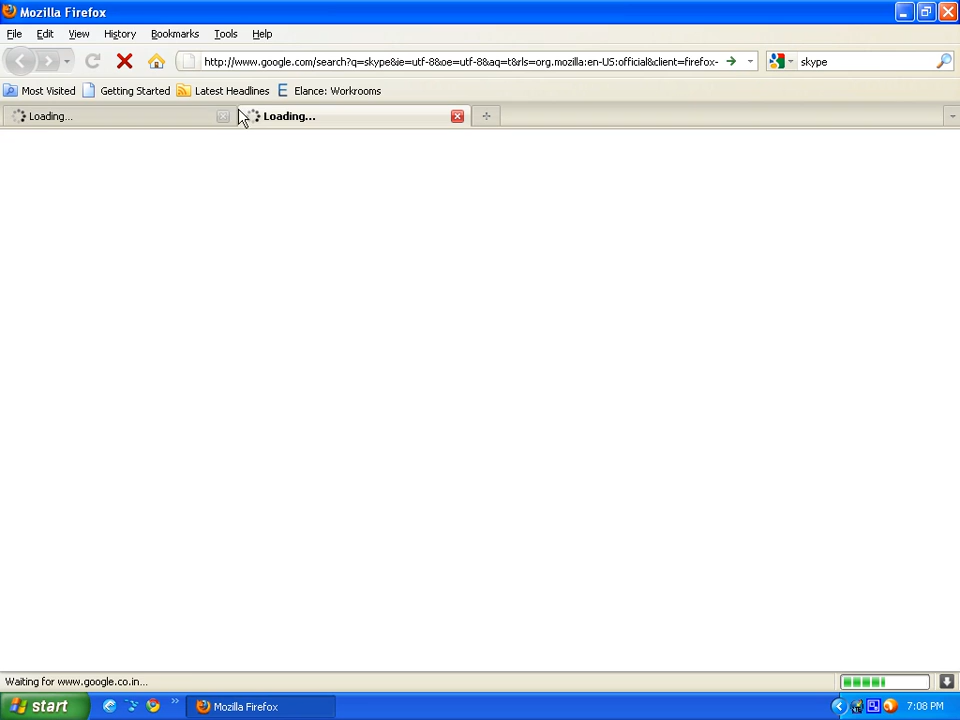 Mozilla Firefox
File Edit View History Bookmarks Tools Help
http://www.google.com/search?q=skype&ie=utf-8&oe=utf-8&aq=t&rls=org.mozilla:en-US:official&client=firefox- skype
Most Visited Getting Started Latest Headlines E Elance: Workrooms
Loading... Loading...
Waiting for www.google.co.in...
start Mozilla Firefox 7:08 PM